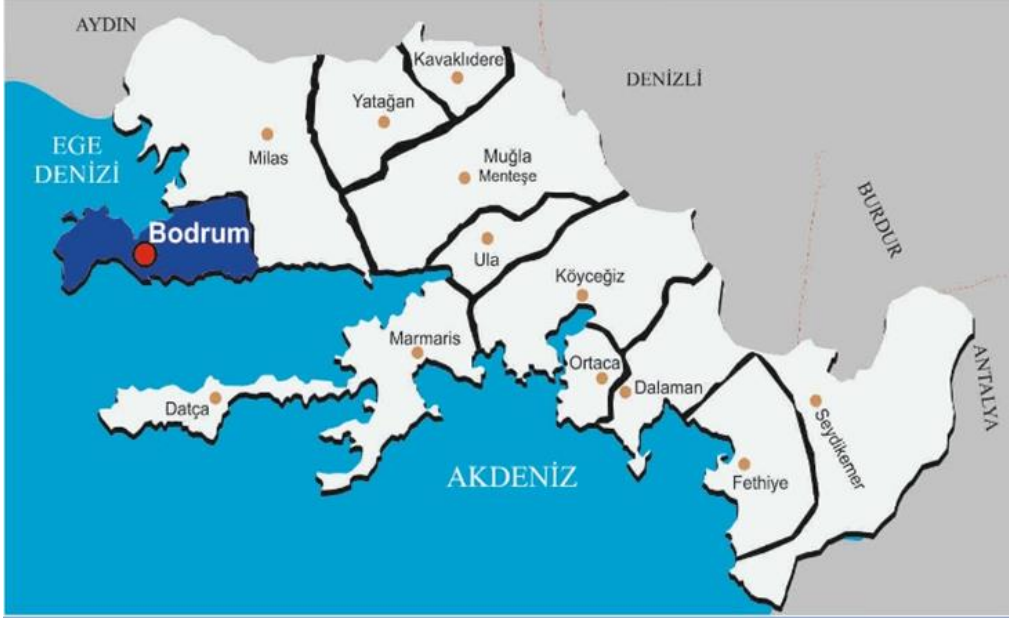 AYDIN
Kavaklıdere
DENİZLİ
Yatağan
EGE
DENİZİ
Milas
Muğla
Menteşe
BURDUR
Bodrum
Ula
Köyceğiz
Marmaris
Ortaca
ANTALYA
Dalaman
Datça
Seydikemer
AKDENİZ
Fethiye